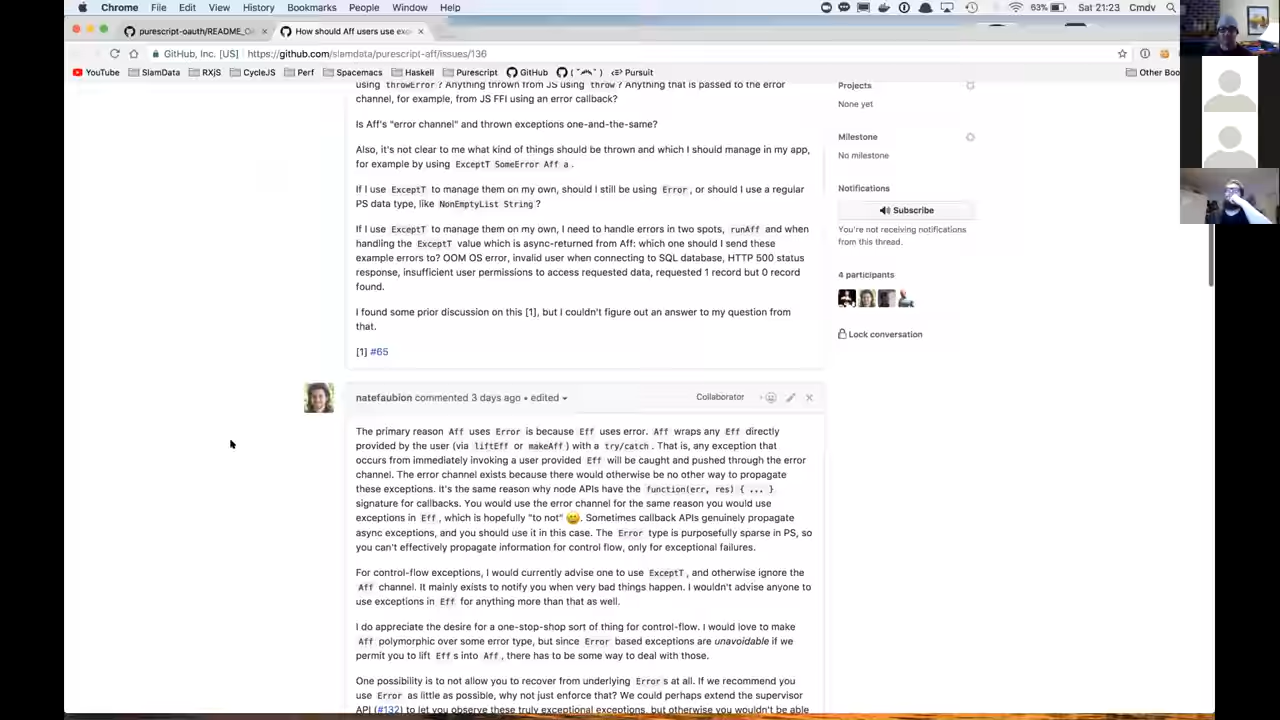 Chrome File Edit View History Bookmarks People Window Help 63% Sat 21:23 Cmdv
purescript-oauth/README_O
How should Aff users use exc
GitHub, Inc. [US] https://github.com/slamdata/purescript-aff/issues/136
YouTube SlamData RXjS CycleJS Perf Spacemacs Haskell Purescript GitHub Pursuit Other Boo
using throwError? Anything thrown from JS using throw? Anything that is passed to the error
channel, for example, from JS FFI using an error callback?
Is Aff's "error channel" and thrown exceptions one-and-the-same?
Also, it's not clear to me what kind of things should be thrown and which I should manage in my app,
for example by using ExceptT SomeError Aff a.
If I use ExceptT to manage them on my own, should I still be using Error, or should I use a regular
PS data type, like NonEmptyList String?
If I use ExceptT to manage them on my own, I need to handle errors in two spots, runAff and when
handling the ExceptT value which is async-returned from Aff: which one should I send these
example errors to? OOM OS error, invalid user when connecting to SQL database, HTTP 500 status
response, insufficient user permissions to access requested data, requested 1 record but 0 record
found.
I found some prior discussion on this [1], but I couldn't figure out an answer to my question from
that.
[1] #65
Projects
None yet
Milestone
No milestone
Notifications
Subscribe
You're not receiving notifications
from this thread.
4 participants
Lock conversation
natefaubion commented 3 days ago • edited
Collaborator
The primary reason Aff uses Error is because Eff uses error. Aff wraps any Eff directly
provided by the user (via liftEff or makeAff) with a try/catch. That is, any exception that
occurs from immediately invoking a user provided Eff will be caught and pushed through the error
channel. The error channel exists because there would otherwise be no other way to propagate
these exceptions. It's the same reason why node APIs have the function(err, res) { ... }
signature for callbacks. You would use the error channel for the same reason you would use
exceptions in Eff, which is hopefully "to not" 😀. Sometimes callback APIs genuinely propagate
async exceptions, and you should use it in this case. The Error type is purposefully sparse in PS, so
you can't effectively propagate information for control flow, only for exceptional failures.
For control-flow exceptions, I would currently advise one to use ExceptT, and otherwise ignore the
Aff channel. It mainly exists to notify you when very bad things happen. I wouldn't advise anyone to
use exceptions in Eff for anything more than that as well.
I do appreciate the desire for a one-stop-shop sort of thing for control-flow. I would love to make
Aff polymorphic over some error type, but since Error based exceptions are unavoidable if we
permit you to lift Effs into Aff, there has to be some way to deal with those.
One possibility is to not allow you to recover from underlying Errors at all. If we recommend you
use Error as little as possible, why not just enforce that? We could perhaps extend the supervisor
API (#132) to let you observe these truly exceptional exceptions, but otherwise you wouldn't be able